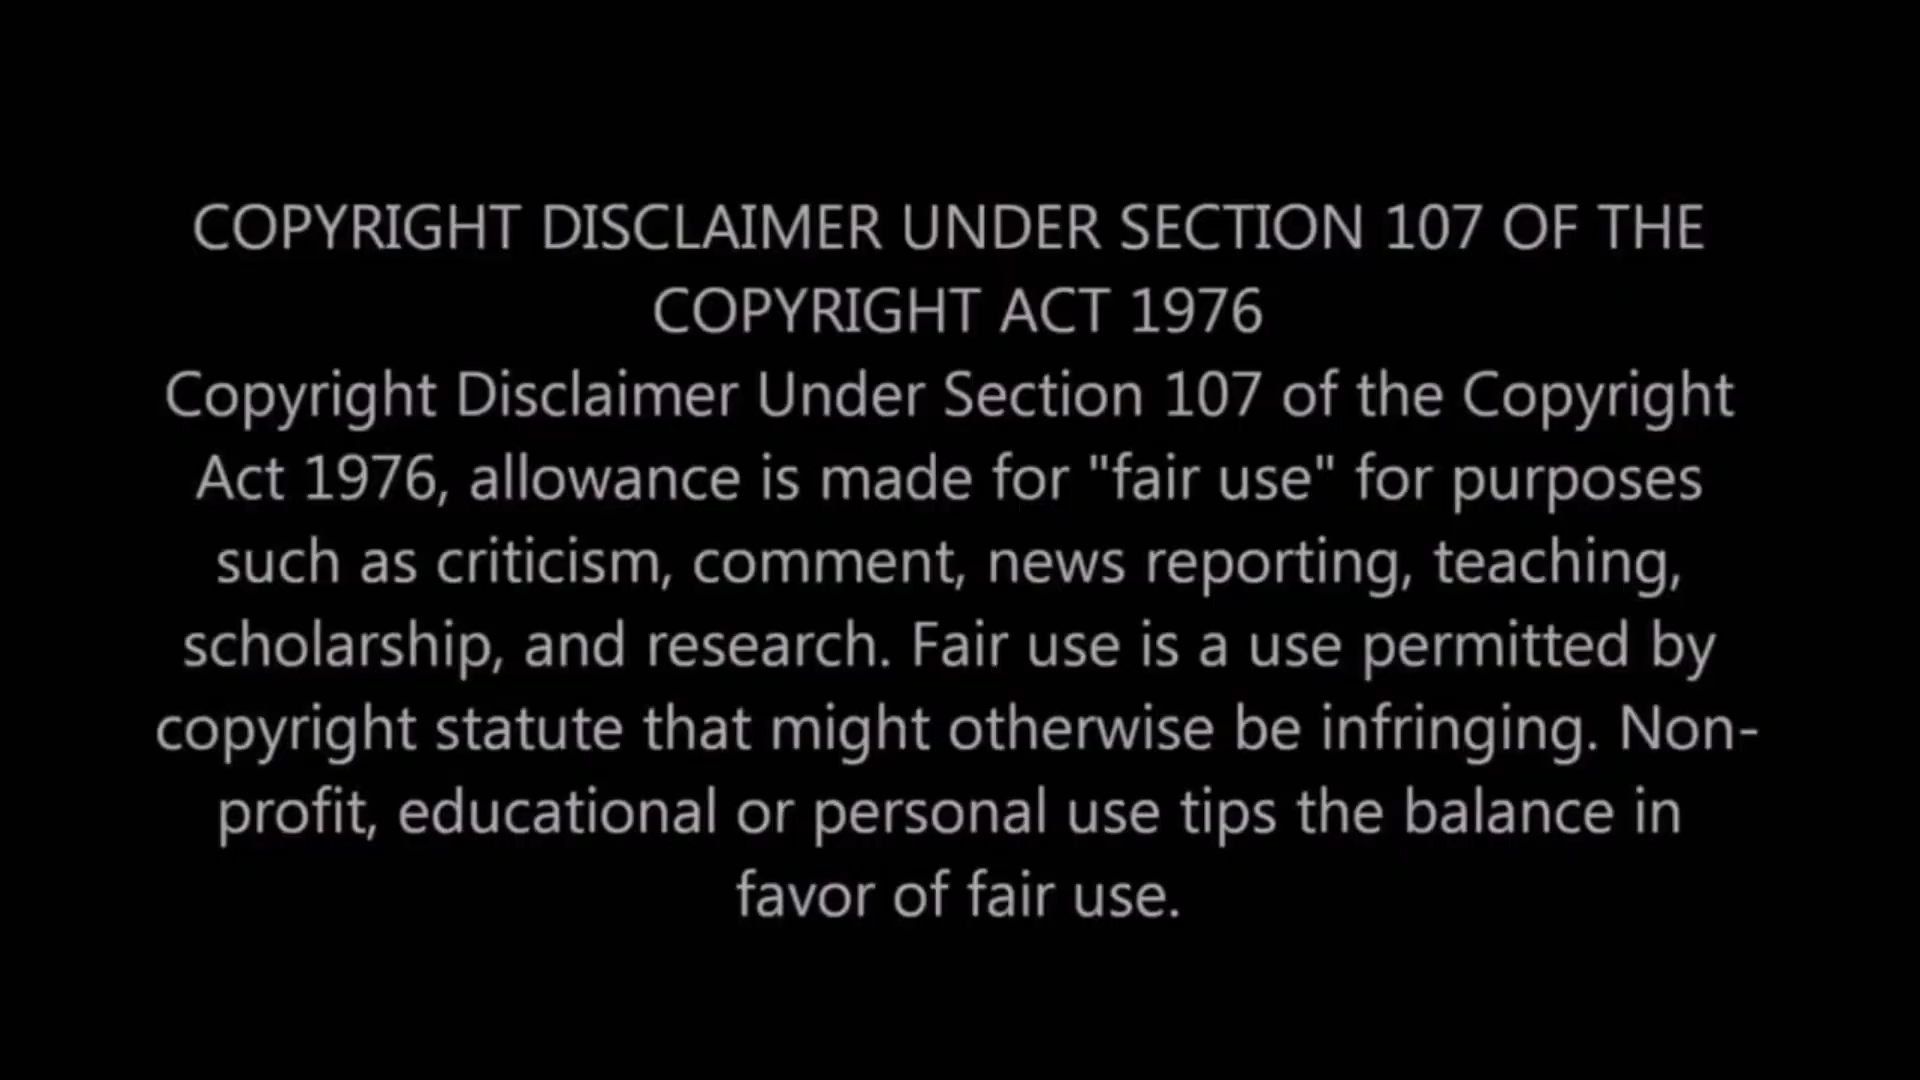 COPYRIGHT DISCLAIMER UNDER SECTION 107 OF THE
COPYRIGHT ACT 1976
Copyright Disclaimer Under Section 107 of the Copyright
Act 1976, allowance is made for "fair use" for purposes
such as criticism, comment, news reporting, teaching,
scholarship, and research. Fair use is a use permitted by
copyright statute that might otherwise be infringing. Non-
profit, educational or personal use tips the balance in
favor of fair use.